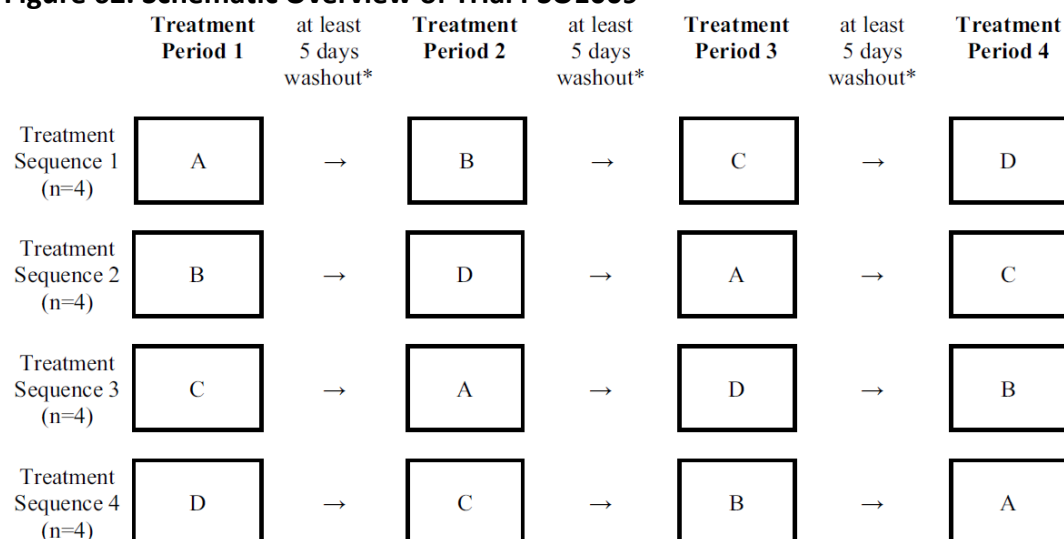 Treatment Period 1 at least 5 days washout* Treatment Period 2 at least 5 days washout* Treatment Period 3 at least 5 days washout* Treatment Period 4
Treatment
Sequence 1
(n=4)
A → B → C → D
Treatment
Sequence 2
(n=4)
B → D → A → C
Treatment
Sequence 3
(n=4)
C → A → D → B
Treatment
Sequence 4
(n=4)
D → C → B → A